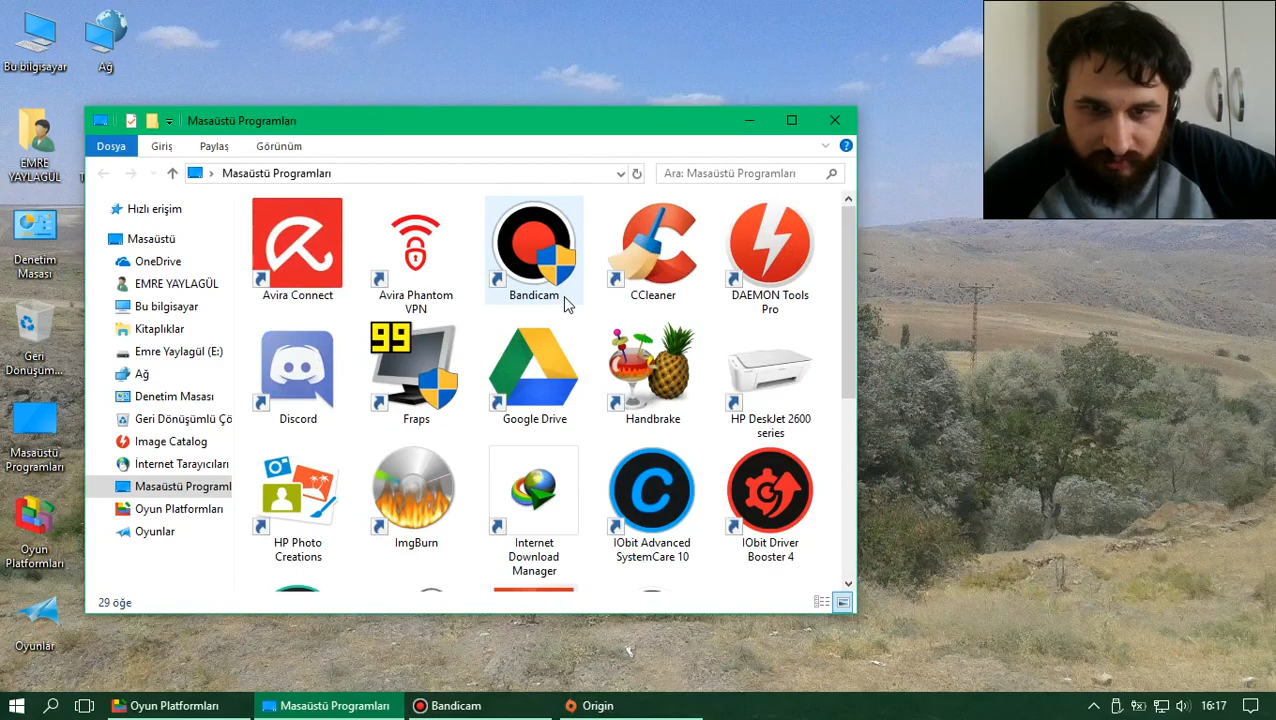 Bu bilgisayar
Ağ
EMRE
YAYLAGÜL
Denetim
Masası
Geri
Dönüşüm...
Masaüstü
Programları
Oyun
Platformları
Oyunlar
Masaüstü Programları
Dosya
Giriş
Paylaş
Görünüm
Masaüstü Programları
Ara: Masaüstü Programları
Hızlı erişim
Masaüstü
OneDrive
EMRE YAYLAGÜL
Bu bilgisayar
Kitaplıklar
Emre Yaylagül (E:)
Ağ
Denetim Masası
Geri Dönüşümlü Çö
Image Catalog
İnternet Tarayıcıları
Masaüstü Programl
Oyun Platformları
Oyunlar
Avira Connect
Avira Phantom
VPN
Bandicam
CCleaner
DAEMON Tools
Pro
99
Discord
Fraps
Google Drive
Handbrake
HP DeskJet 2600
series
HP Photo
Creations
ImgBurn
Internet
Download
Manager
IObit Advanced
SystemCare 10
IObit Driver
Booster 4
29 öğe
Oyun Platformları
Masaüstü Programları
Bandicam
Origin
16:17